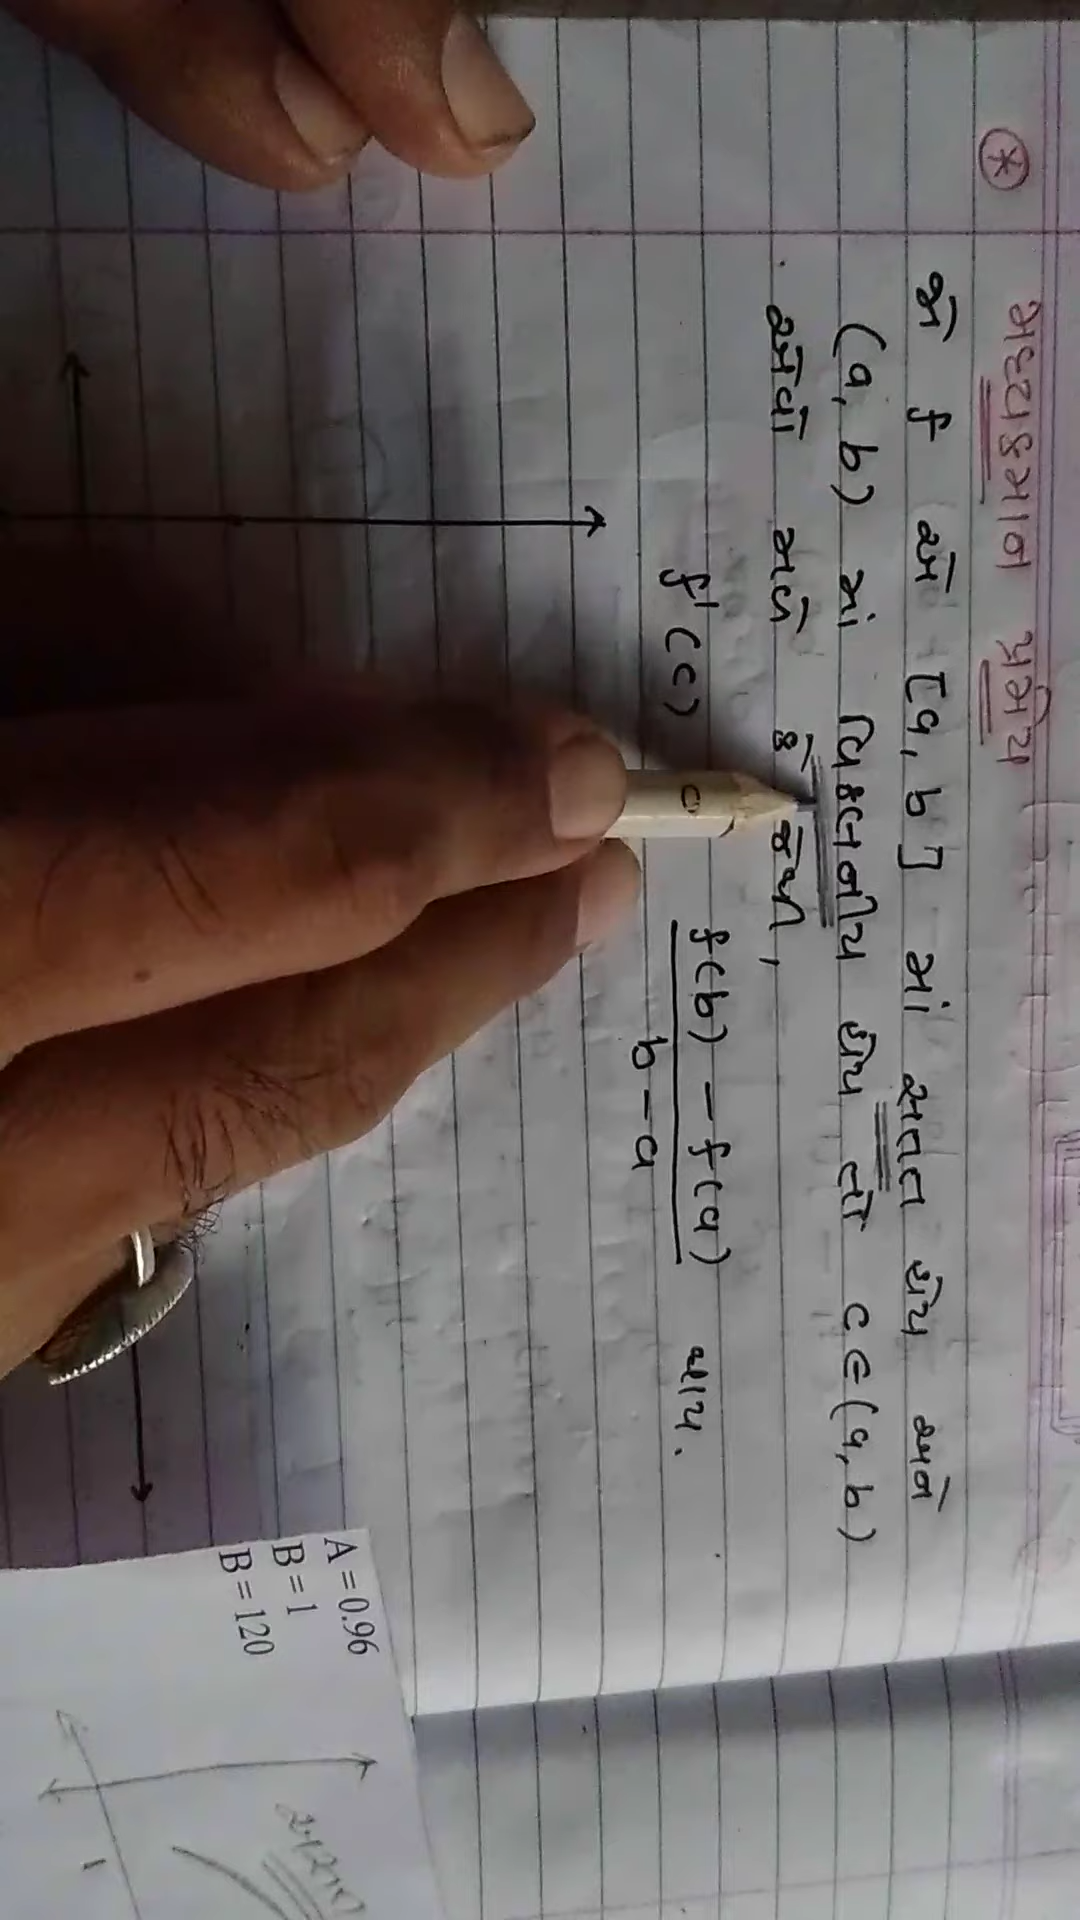 * મધ્યકમાન પ્રમેય
જો f એ [a, b] માં સતત હોય અને
(a, b) માં વિકલનીય હોય તો c ∈ (a, b)
એવો મળે કે જેથી,
f'(c) f(b) - f(a)
b - a
થાય.
A = 0.96
B = 1
B = 120